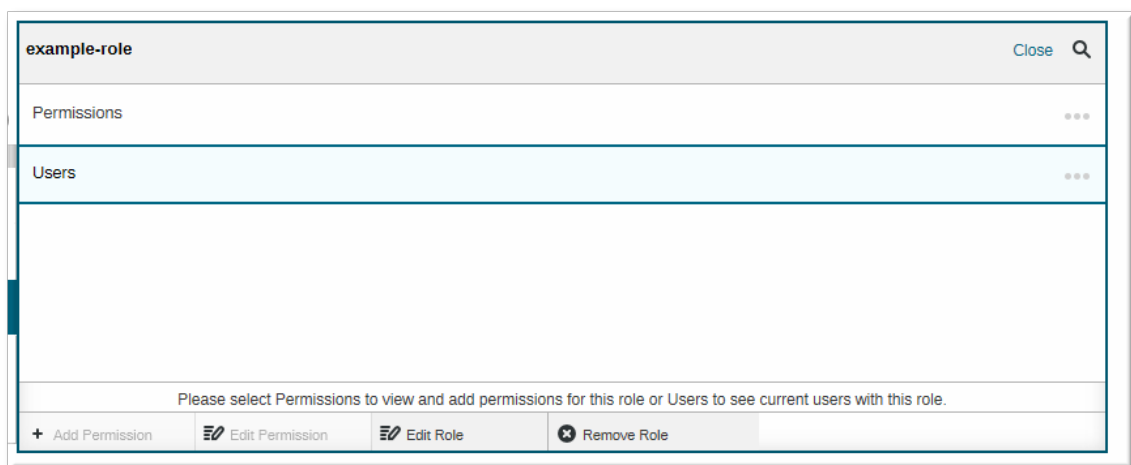 example-role
Close
Permissions
Users
Please select Permissions to view and add permissions for this role or Users to see current users with this role.
+ Add Permission
Edit Permission
Edit Role
Remove Role